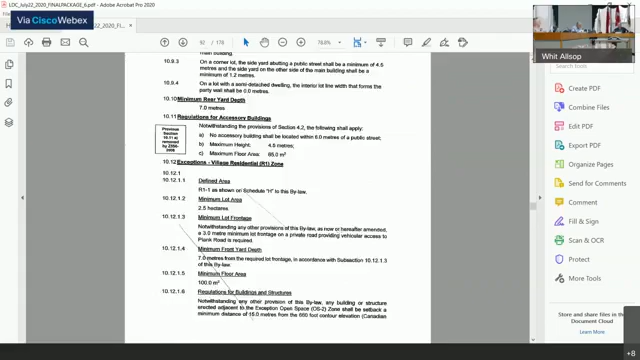 LOC_July22_2020_FINALPACKAGE_6.pdf - Adobe Acrobat Pro 2020
Via Cisco Webex
92 / 178
78.8%
Whit Allsop
main building.
10.9.3 On a corner lot, the side yard abutting a public street shall be a minimum of 4.5
metres and the side yard on the other side of the main building shall be a
minimum of 1.2 metres.
10.9.4 On a lot with a semi-detached dwelling, the interior lot line width that forms the
party wall shall be 0.0 metres.
10.10 Minimum Rear Yard Depth
7.0 metres
10.11 Regulations for Accessory Buildings
Notwithstanding the provisions of Section 4.2, the following shall apply:
Previous
Section
10.11 a)
removed
by Z556-
2008
a) No accessory building shall be located within 6.0 metres of a public street;
b) Maximum Height: 4.5 metres
c) Maximum Floor Area: 65.0 m²
10.12 Exceptions - Village Residential (R1) Zone
10.12.1
10.12.1.1 Defined Area
R1-1 as shown on Schedule "H" to this By-law.
10.12.1.2 Minimum Lot Area
2.5 hectares
10.12.1.3 Minimum Lot Frontage
Notwithstanding any other provisions of this By-law, as now or hereafter amended,
a 3.0 metre minimum lot frontage on a private road providing vehicular access to
Plank Road is required.
10.12.1.4 Minimum Front Yard Depth
7.0 metres from the required lot frontage, in accordance with Subsection 10.12.1.3
of this By-law.
10.12.1.5 Minimum Floor Area
100.0 m²
10.12.1.6 Regulations for Buildings and Structures
Notwithstanding any other provision of this By-law, any building or structure
erected adjacent to the Exception Open Space (OS-2) Zone shall be setback a
minimum distance of 15.0 metres from the 660 foot contour elevation (Canadian
Search tools
Create PDF
Combine Files
Edit PDF
Export PDF
Organize Pages
Send for Comments
Comment
Fill & Sign
Scan & OCR
Protect
More Tools
Store and share files in the
Document Cloud
Learn More
+8